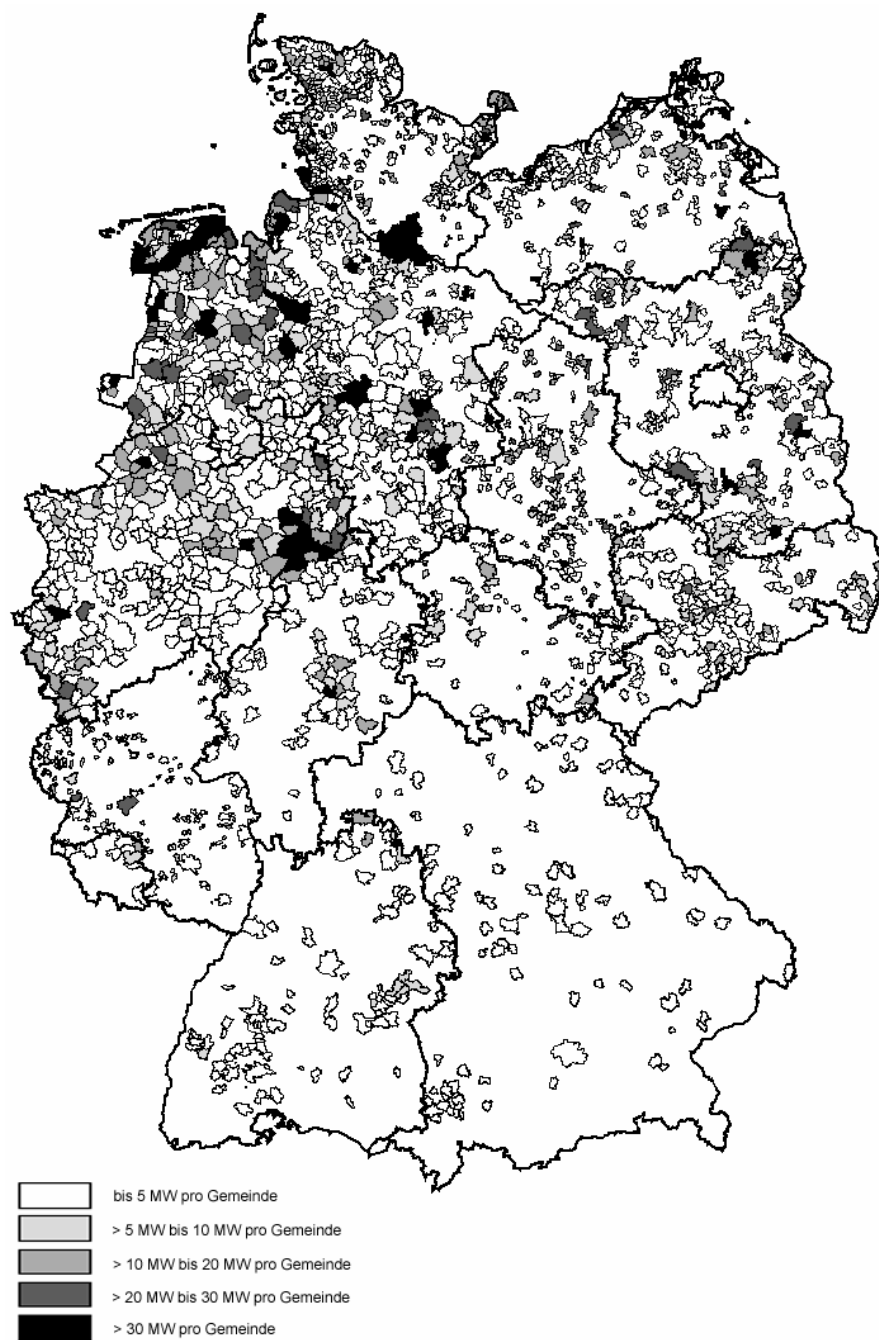 bis 5 MW pro Gemeinde
> 5 MW bis 10 MW pro Gemeinde
> 10 MW bis 20 MW pro Gemeinde
> 20 MW bis 30 MW pro Gemeinde
> 30 MW pro Gemeinde